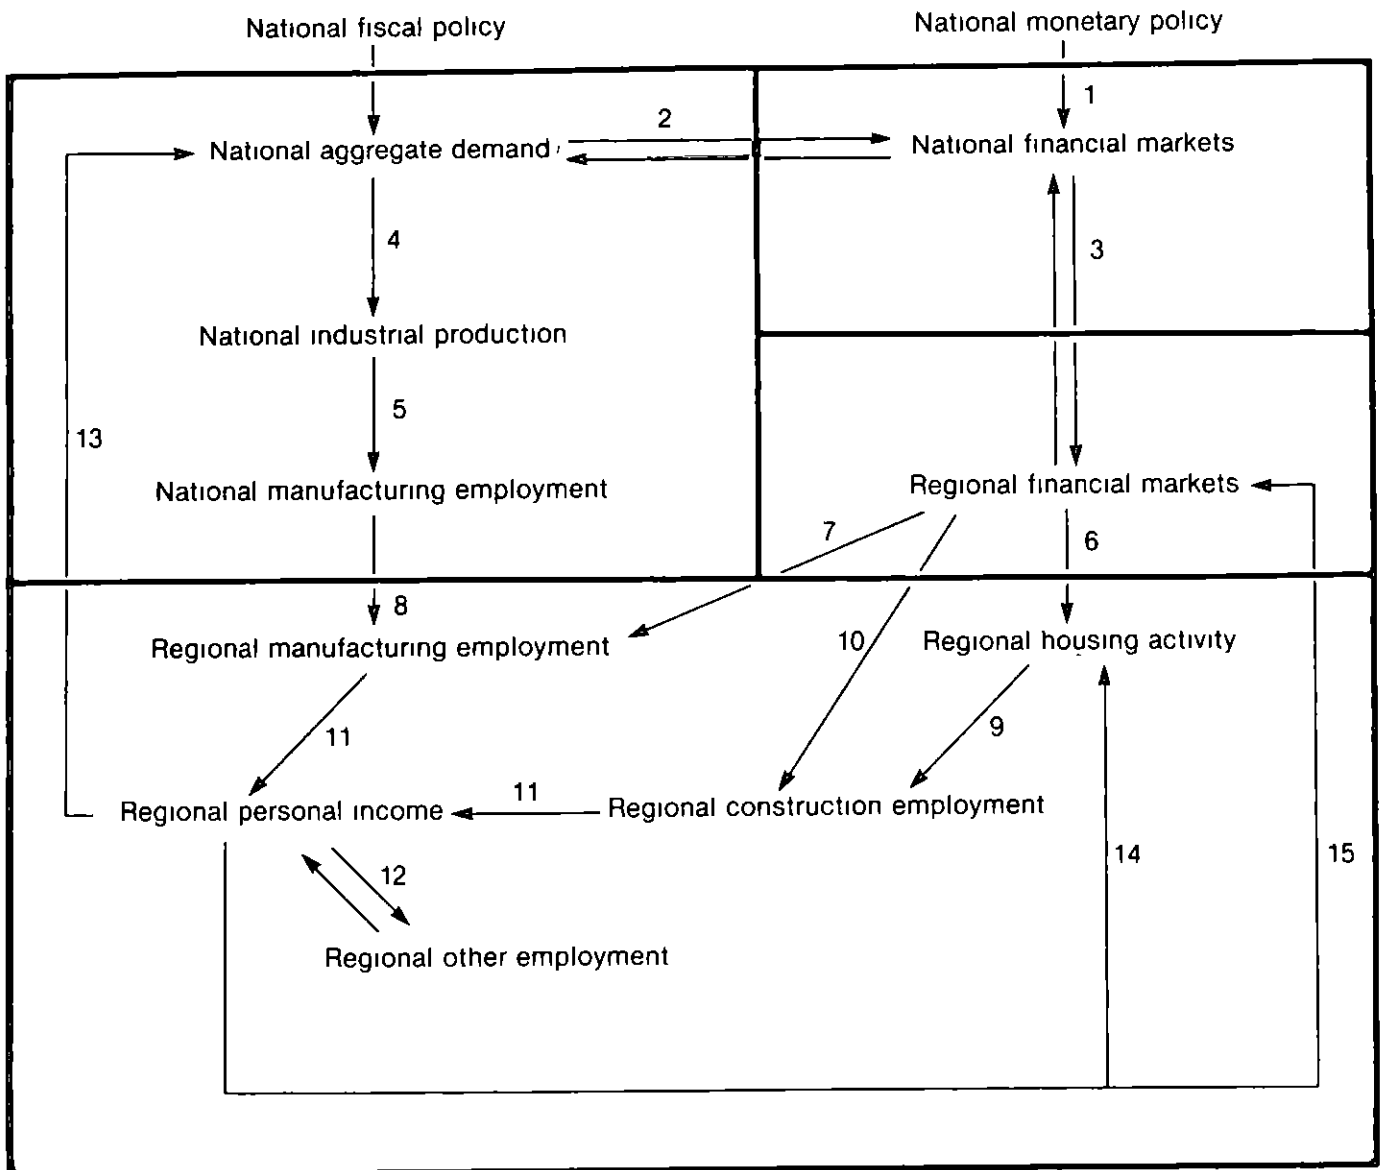 National fiscal policy
National monetary policy
1
2
National aggregate demand
National financial markets
4
3
National industrial production
5
13
National manufacturing employment
Regional financial markets
7
6
8
Regional manufacturing employment
10
Regional housing activity
11
9
Regional personal income
11
Regional construction employment
12
14
15
Regional other employment